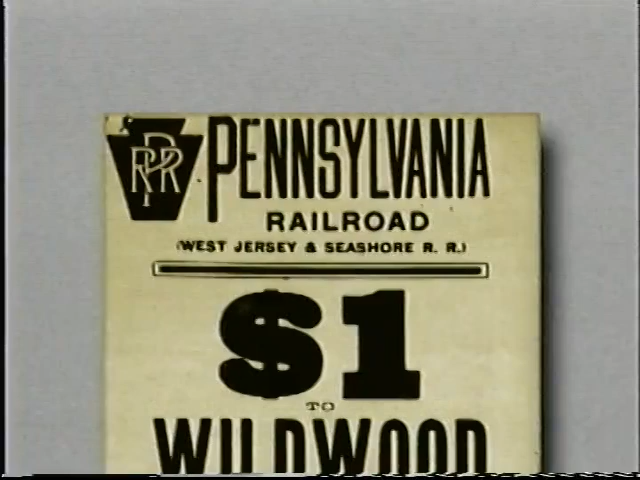 PRR
PENNSYLVANIA
RAILROAD
(WEST JERSEY & SEASHORE R. R.)
$1
TO
WILDWOOD